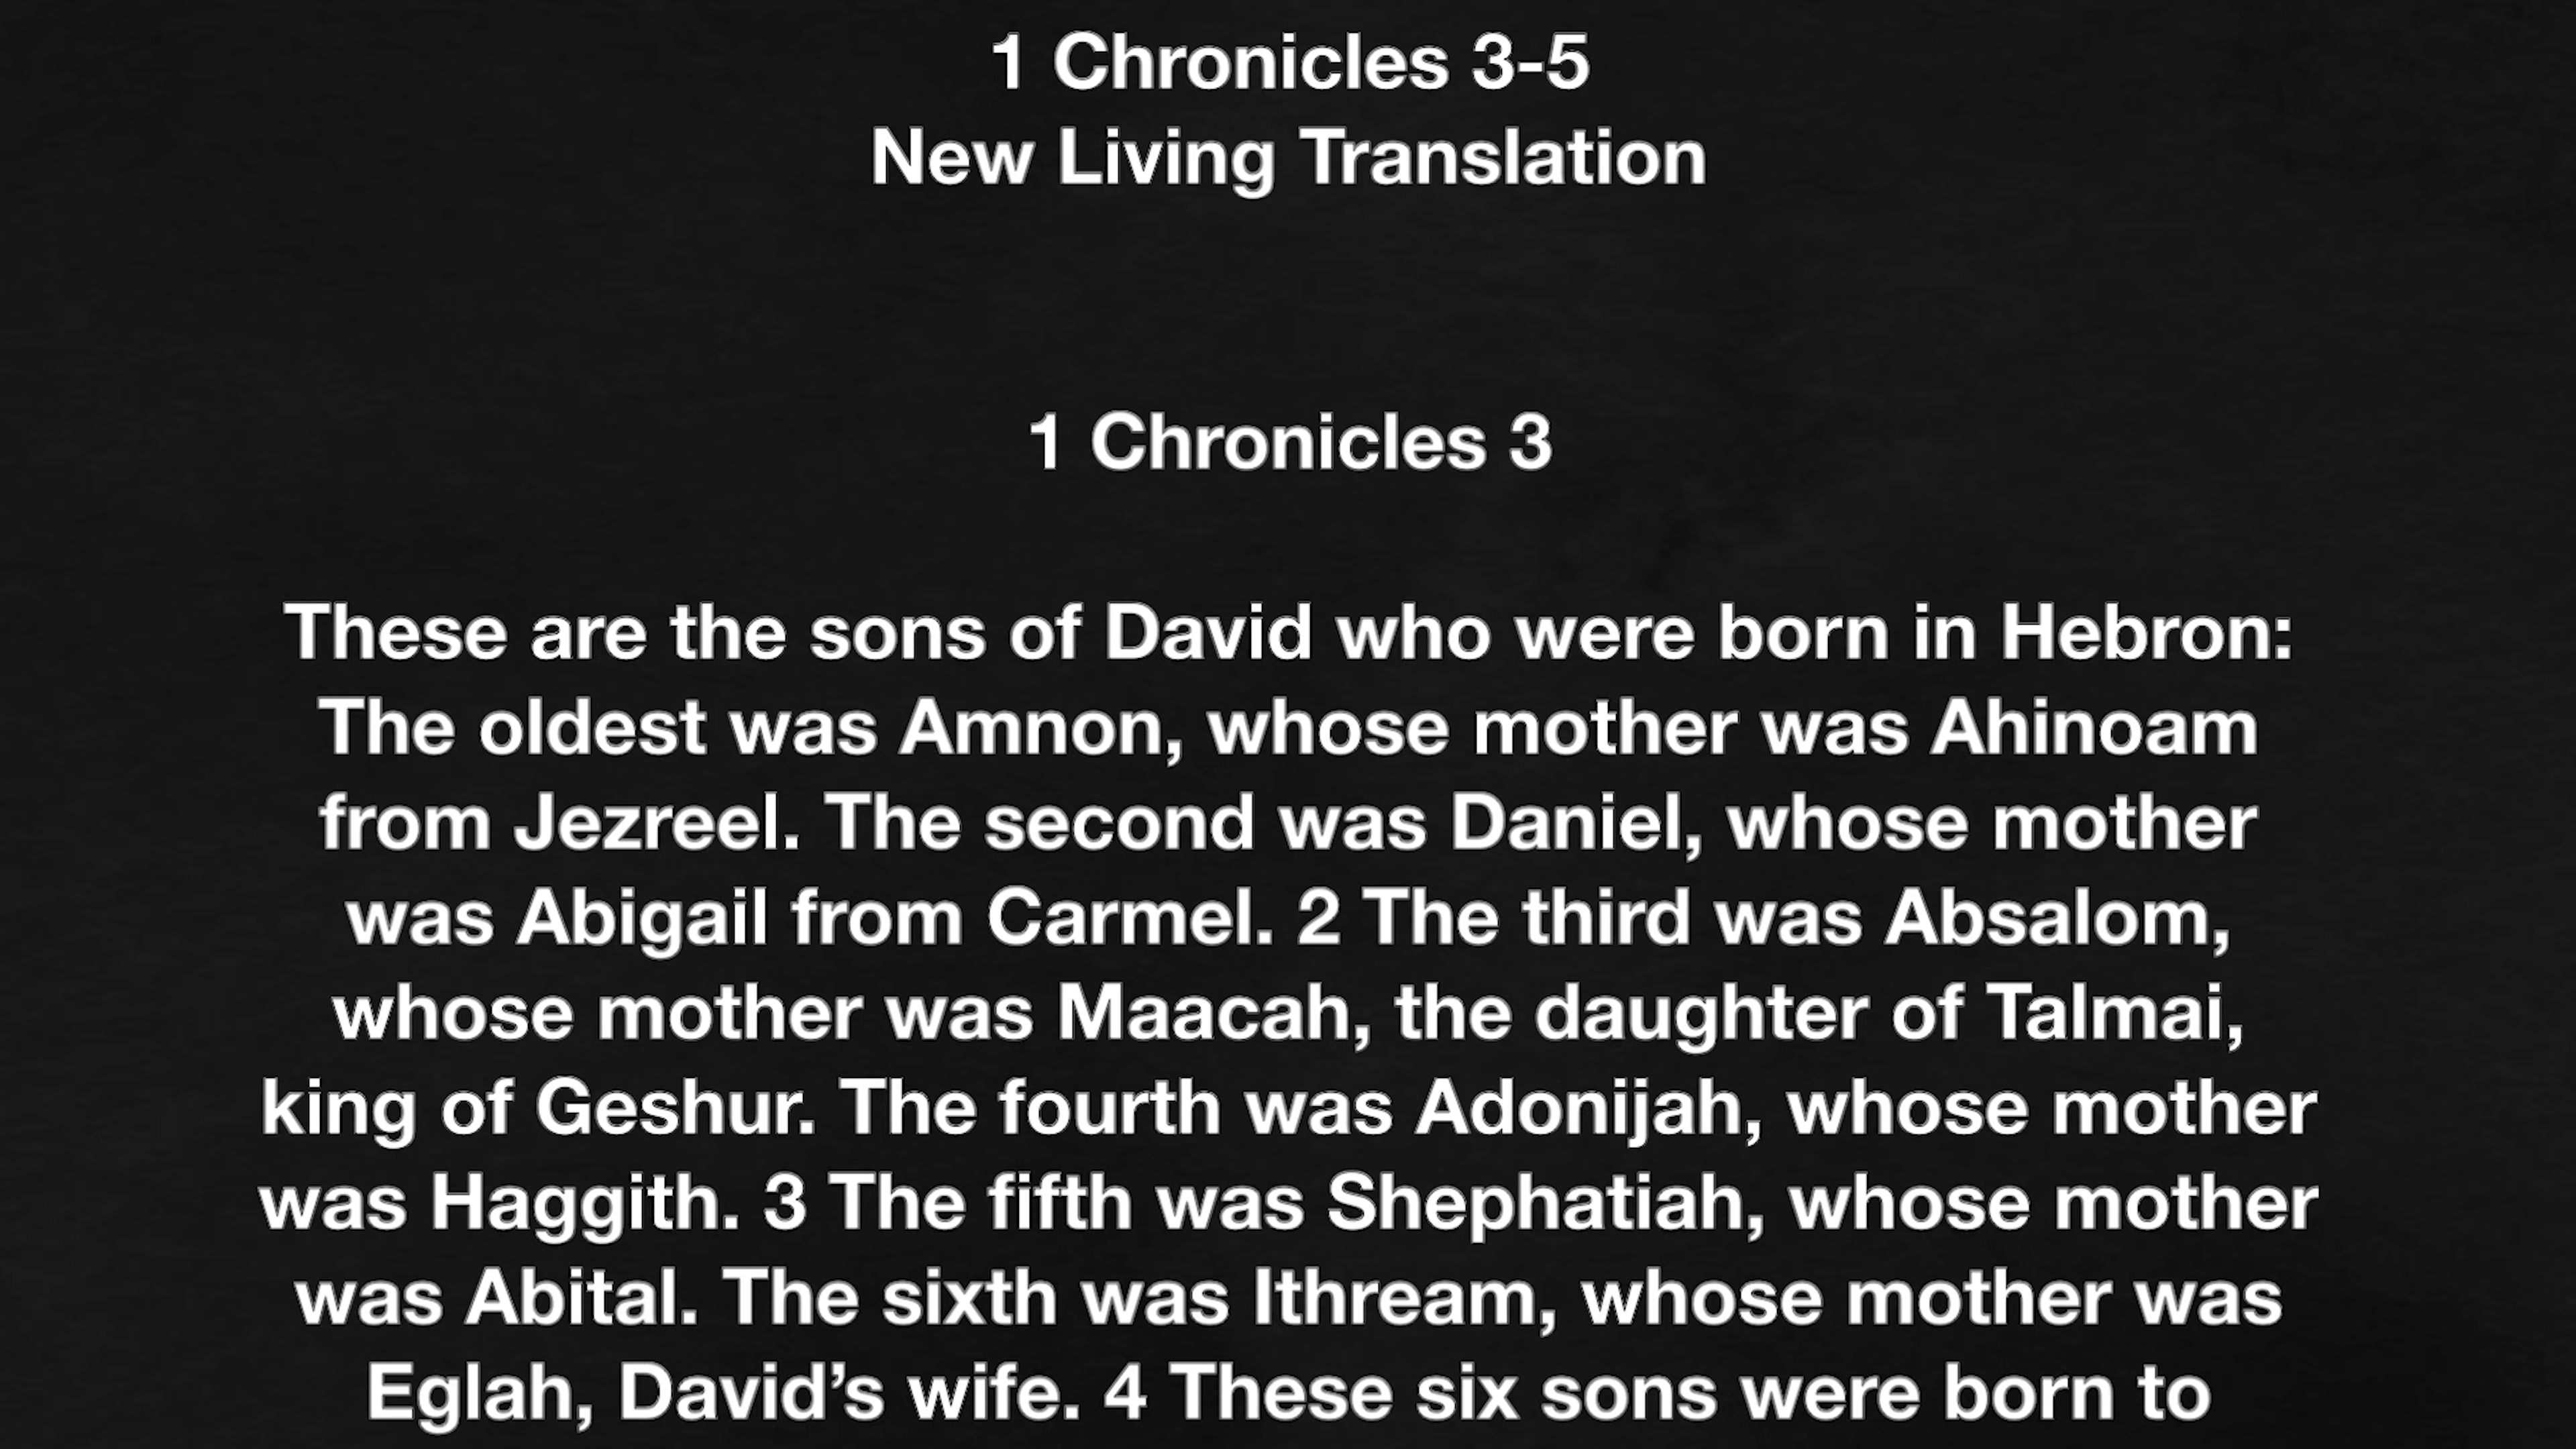 1 Chronicles 3-5
New Living Translation
1 Chronicles 3
These are the sons of David who were born in Hebron:
The oldest was Amnon, whose mother was Ahinoam
from Jezreel. The second was Daniel, whose mother
was Abigail from Carmel. 2 The third was Absalom,
whose mother was Maacah, the daughter of Talmai,
king of Geshur. The fourth was Adonijah, whose mother
was Haggith. 3 The fifth was Shephatiah, whose mother
was Abital. The sixth was Ithream, whose mother was
Eglah, David’s wife. 4 These six sons were born to